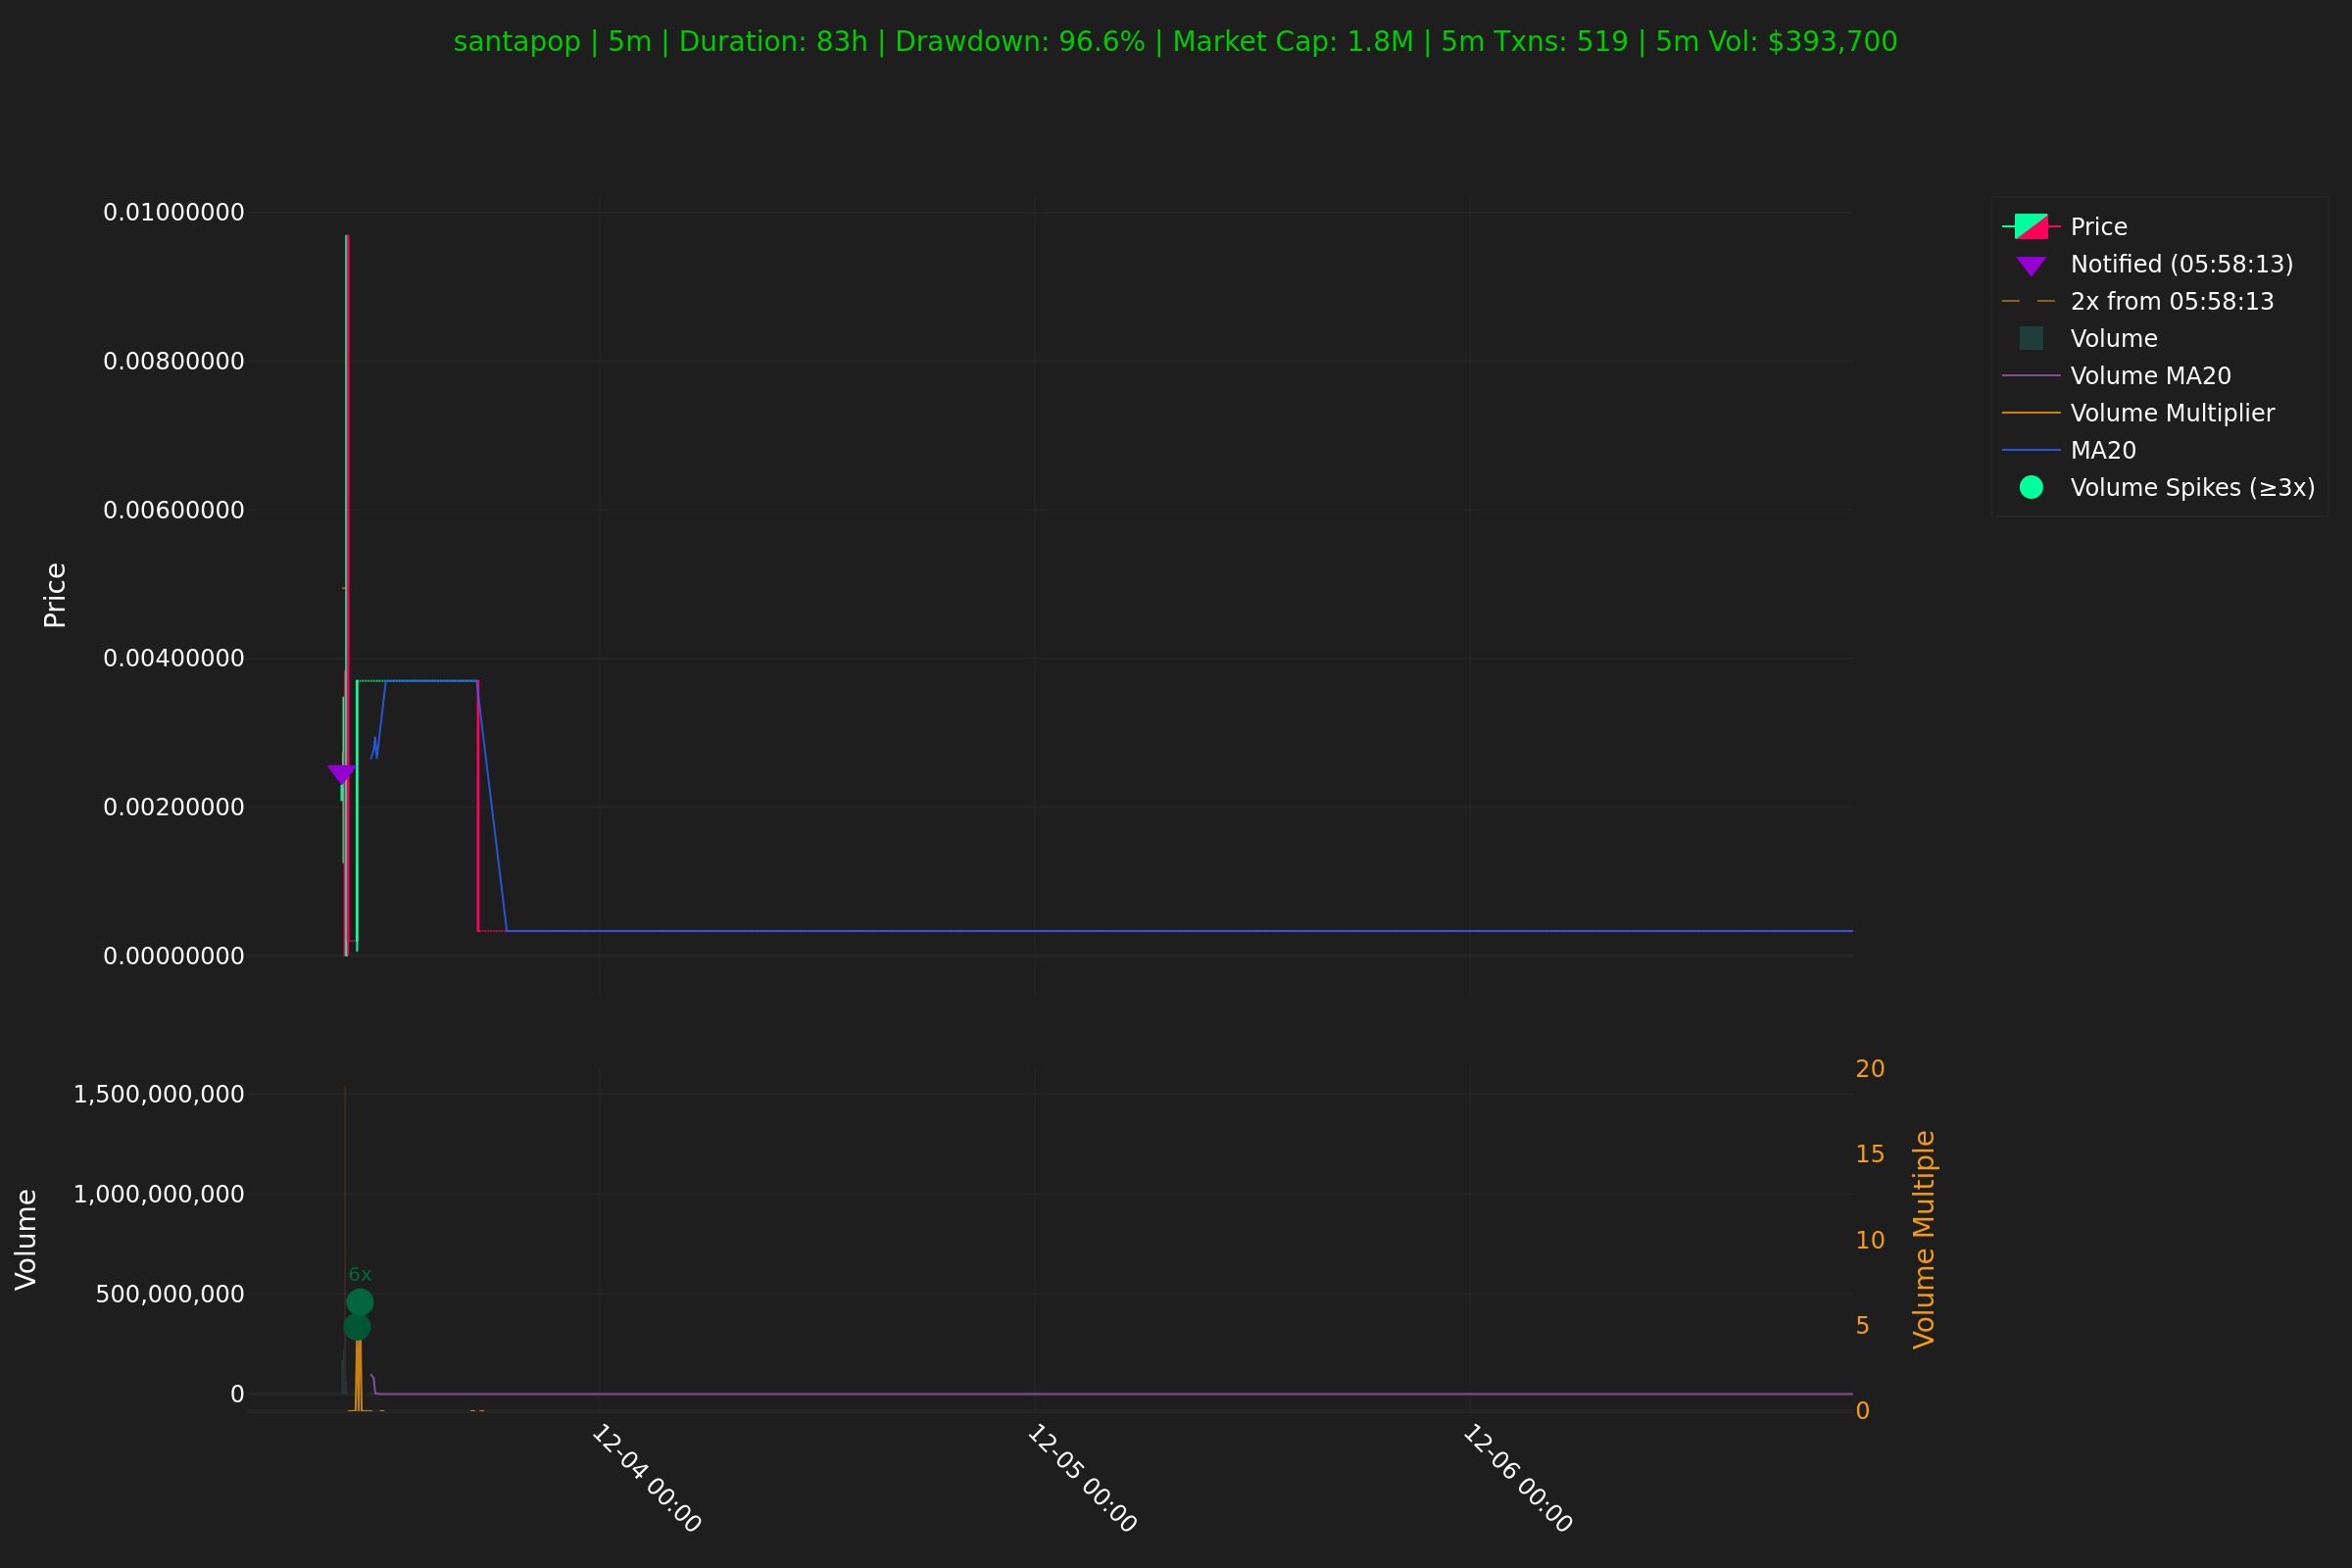 santapop | 5m | Duration: 83h | Drawdown: 96.6% | Market Cap: 1.8M | 5m Txns: 519 | 5m Vol: $393,700
0.01000000
0.00800000
0.00600000
0.00400000
0.00200000
0.00000000
Price
Price
Notified (05:58:13)
2x from 05:58:13
Volume
Volume MA20
Volume Multiplier
MA20
Volume Spikes (≥3x)
1,500,000,000
1,000,000,000
500,000,000
0
Volume
6x
20
15
10
5
0
Volume Multiple
12-04 00:00
12-05 00:00
12-06 00:00